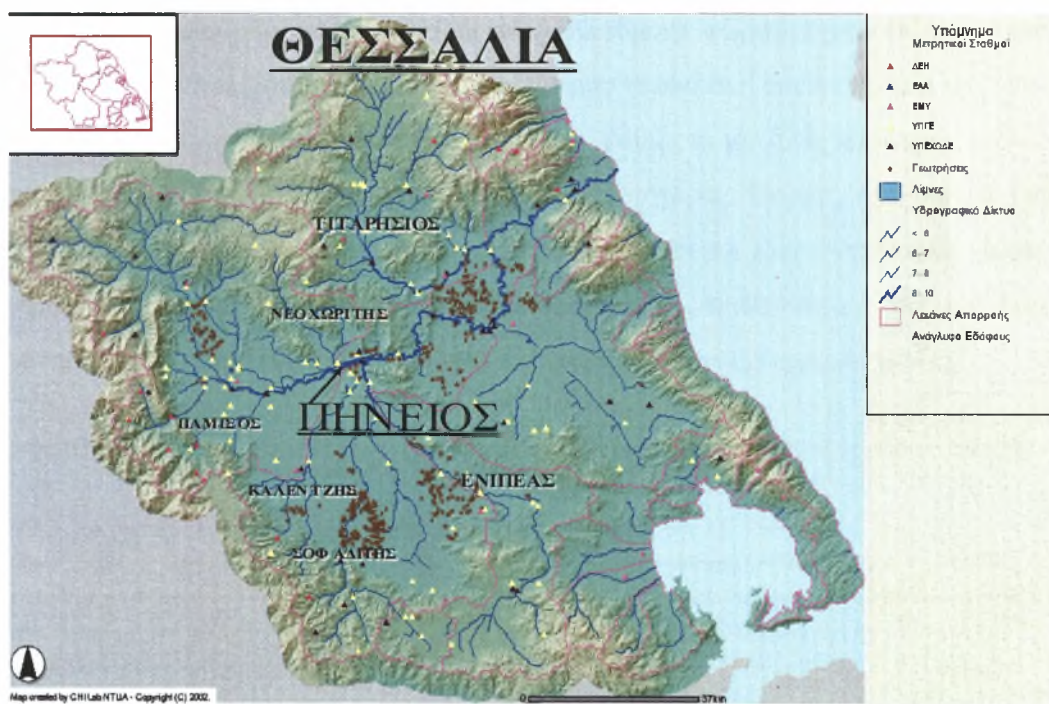 ΘΕΣΣΑΛΙΑ
ΤΙΤΑΡΗΣΙΟΣ
ΝΕΟΧΩΡΙΤΗΣ
ΠΑΜΙΣΟΣ
ΠΗΝΕΙΟΣ
ΚΑΛΕΝΤΖΗΣ
ΕΝΙΠΕΑΣ
ΣΟΦΑΔΙΤΗΣ
Υπόμνημα
Μετρητικοί Σταθμοί
ΔΕΗ
ΕΑΑ
ΕΜΥ
ΥΠΓΕ
ΥΠΕΧΩΔΕ
Γεωτρήσεις
Λίμνες
Υδρογραφικό Δίκτυο
< 6
6-7
7-8
8-10
Λεκάνες Απορροής
Ανάγλυφο Εδάφους
Map created by CHI Lab NTUA - Copyright (C) 2002.
0 37km